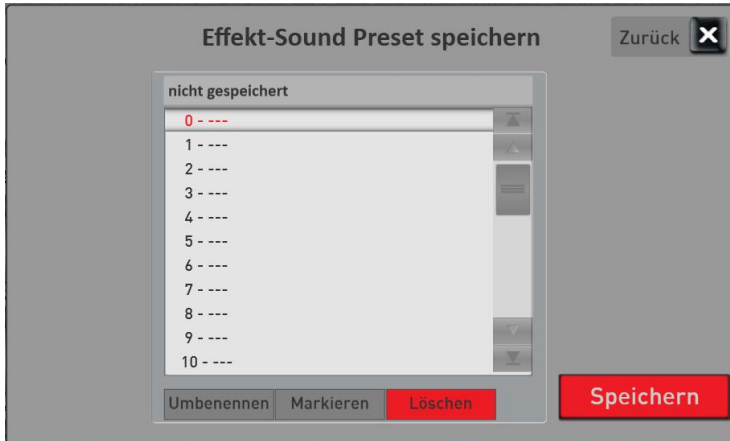 Effekt-Sound Preset speichern
Zurück
nicht gespeichert
0 - ---
1 - ---
2 - ---
3 - ---
4 - ---
5 - ---
6 - ---
7 - ---
8 - ---
9 - ---
10 - ---
Umbenennen Markieren Löschen
Speichern